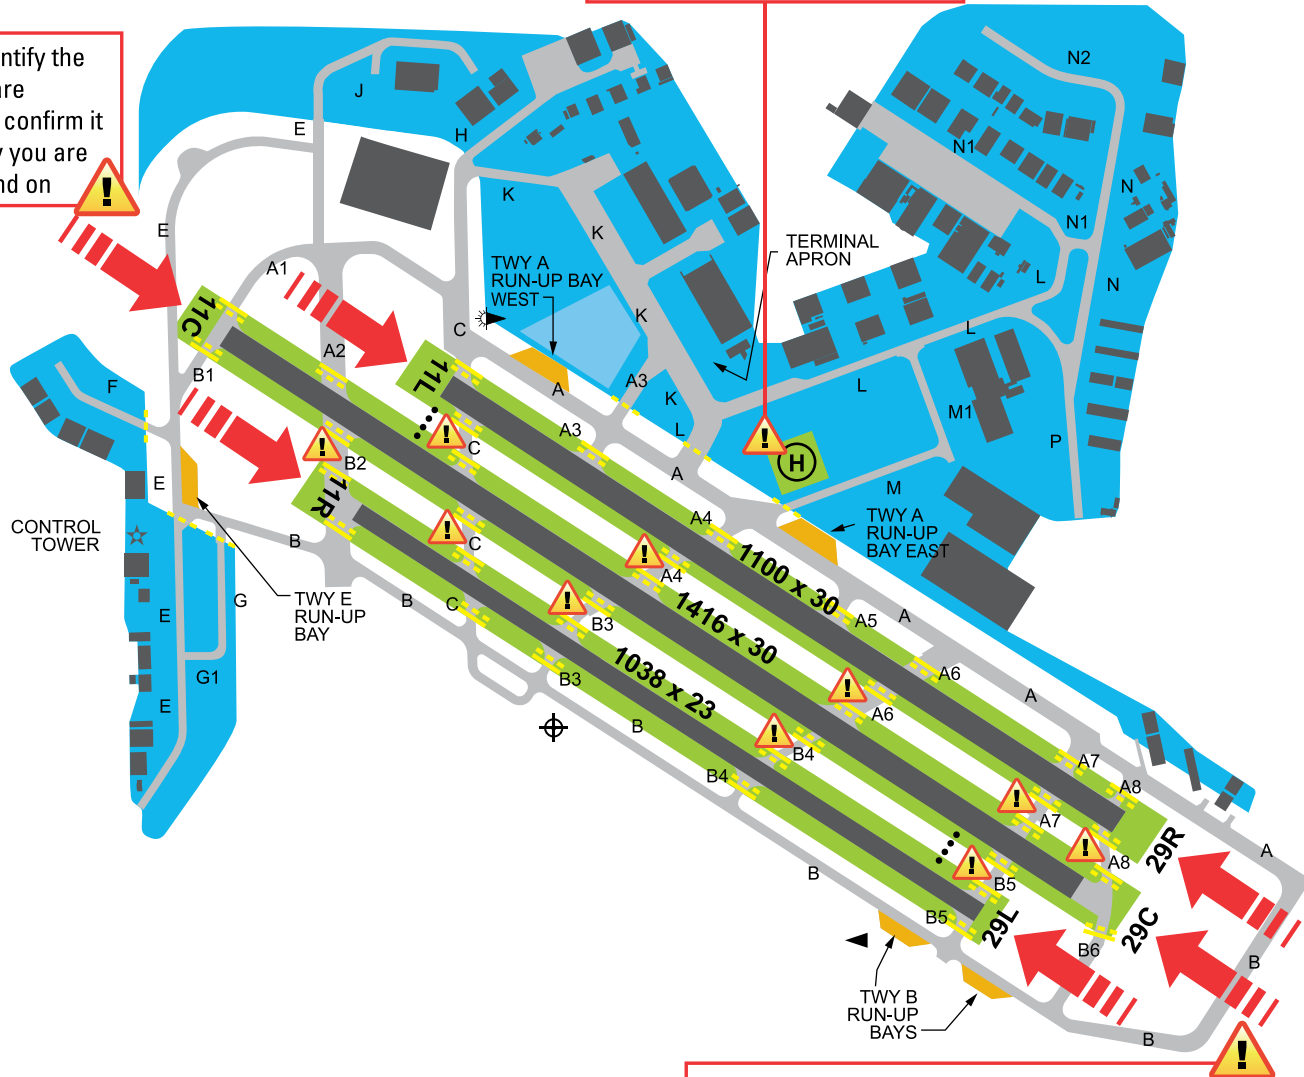 ntify the
are
confirm it
y you are
nd on
N2
J
E
H
N1
K
N
N1
E
K
TERMINAL
APRON
A1
TWY A
RUN-UP BAY
WEST
L
N
11C
K
C
L
A2
B1
11L
A3
F
A
K
L
M1
A3
L
P
C
H
B2
A
E
M
11R
A4
TWY A
RUN-UP
BAY EAST
CONTROL
TOWER
B
C
1100 x 30
A4
G
TWY E
RUN-UP
BAY
B
C
1416 x 30
E
B3
A5
A
G1
B3
1038 x 23
A6
E
A
B
A6
B4
B4
A7
A8
A7
29R
A
A8
B
B5
B5
29L
29C
B6
B
TWY B
RUN-UP
BAYS
B